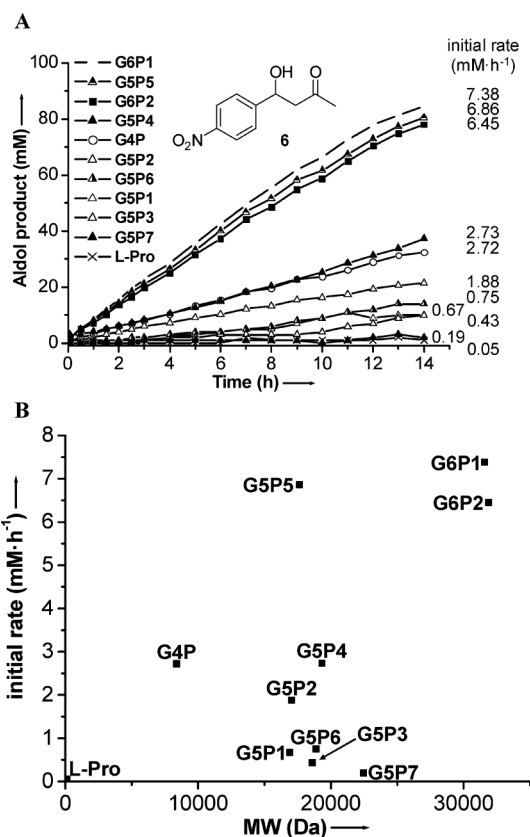 A
initial rate
(mM·h⁻¹)
Aldol product (mM)
100
80
60
40
20
0
G6P1
G5P5
G6P2
G5P4
G4P
G5P2
G5P6
G5P1
G5P3
G5P7
L-Pro
OH
O
O₂N
6
7.38
6.86
6.45
2.73
2.72
1.88
0.75
0.67
0.43
0.19
0.05
0 2 4 6 8 10 12 14
Time (h)
B
initial rate (mM·h⁻¹)
8
7
6
5
4
3
2
1
0
G6P1
G5P5
G6P2
G4P
G5P4
G5P2
G5P6
G5P3
G5P1
L-Pro
G5P7
0 10000 20000 30000
MW (Da)